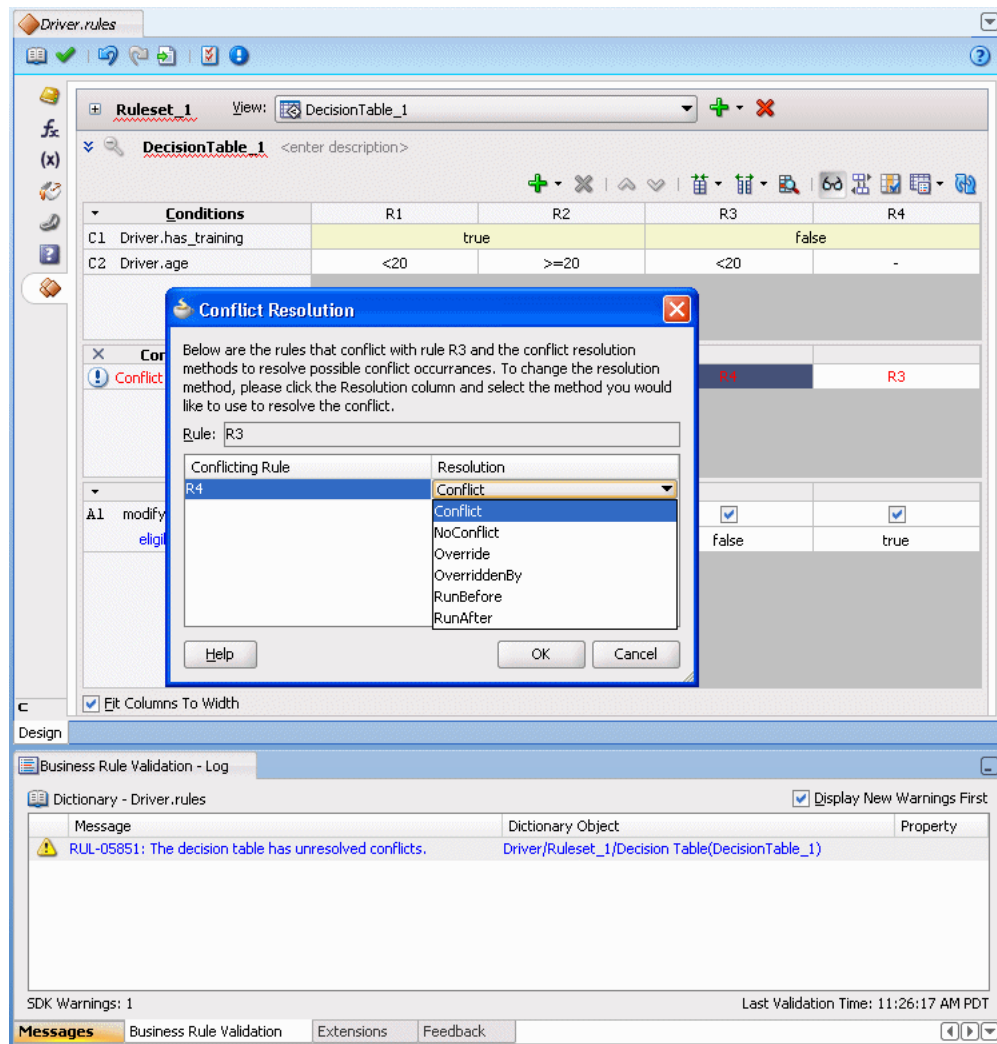 Driver.rules
Ruleset_1 View: DecisionTable_1
DecisionTable_1 <enter description>
Conditions R1 R2 R3 R4
C1 Driver.has_training true false
C2 Driver.age <20 >=20 <20 -
Conflict Resolution
Below are the rules that conflict with rule R3 and the conflict resolution
methods to resolve possible conflict occurrances. To change the resolution
method, please click the Resolution column and select the method you would
like to use to resolve the conflict.
Rule: R3
Con
Conflict R4 R3
Conflicting Rule Resolution
R4 Conflict
Conflict
NoConflict
Override
OverriddenBy
RunBefore
RunAfter
A1 modify
eligil false true
Help OK Cancel
Fit Columns To Width
Design
Business Rule Validation - Log
Dictionary - Driver.rules Display New Warnings First
Message Dictionary Object Property
RUL-05851: The decision table has unresolved conflicts. Driver/Ruleset_1/Decision Table(DecisionTable_1)
SDK Warnings: 1 Last Validation Time: 11:26:17 AM PDT
Messages Business Rule Validation Extensions Feedback